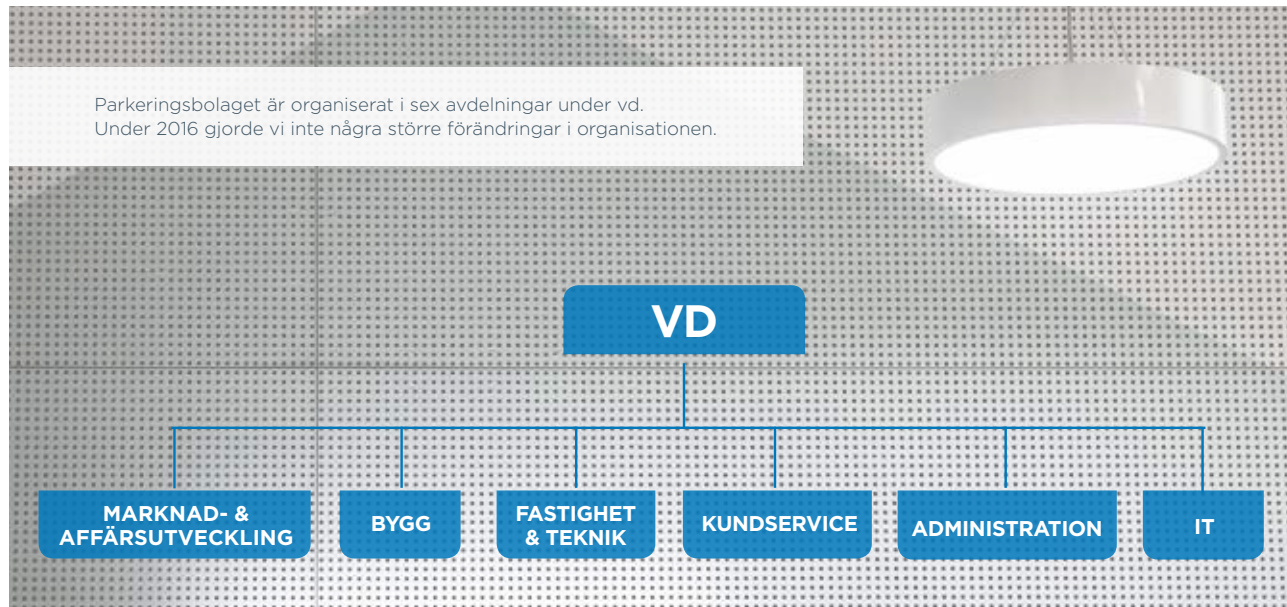 Parkeringsbolaget är organiserat i sex avdelningar under vd.
Under 2016 gjorde vi inte några större förändringar i organisationen.
VD
MARKNAD- &
AFFÄRSUTVECKLING
BYGG
FASTIGHET
& TEKNIK
KUNDSERVICE
ADMINISTRATION
IT